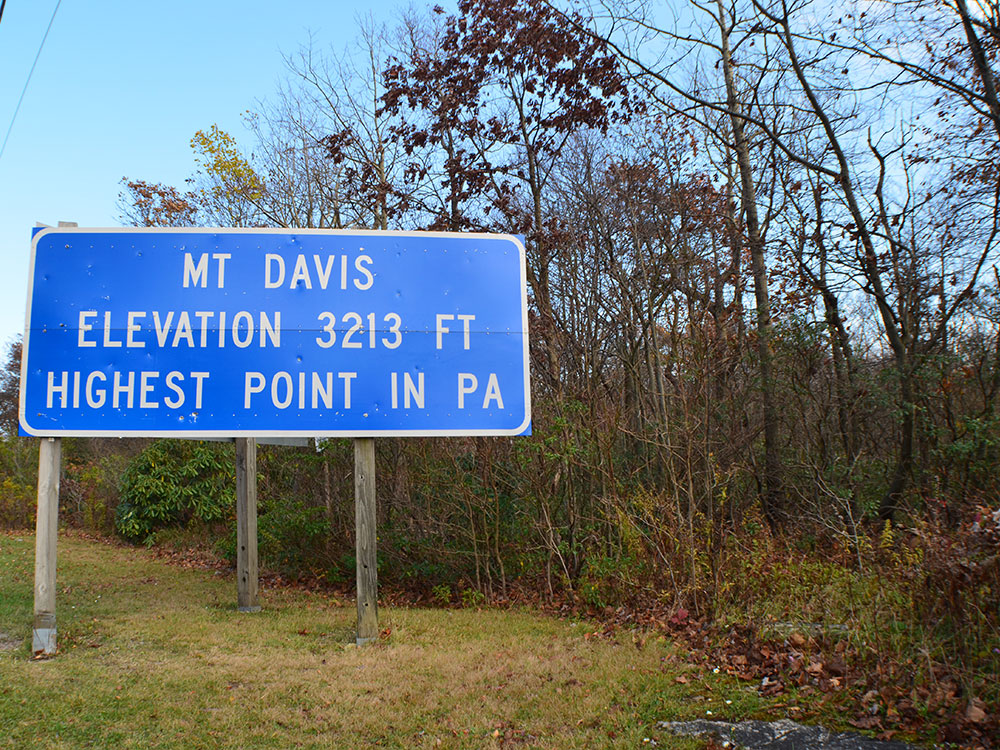 MT DAVIS
ELEVATION 3213 FT
HIGHEST POINT IN PA